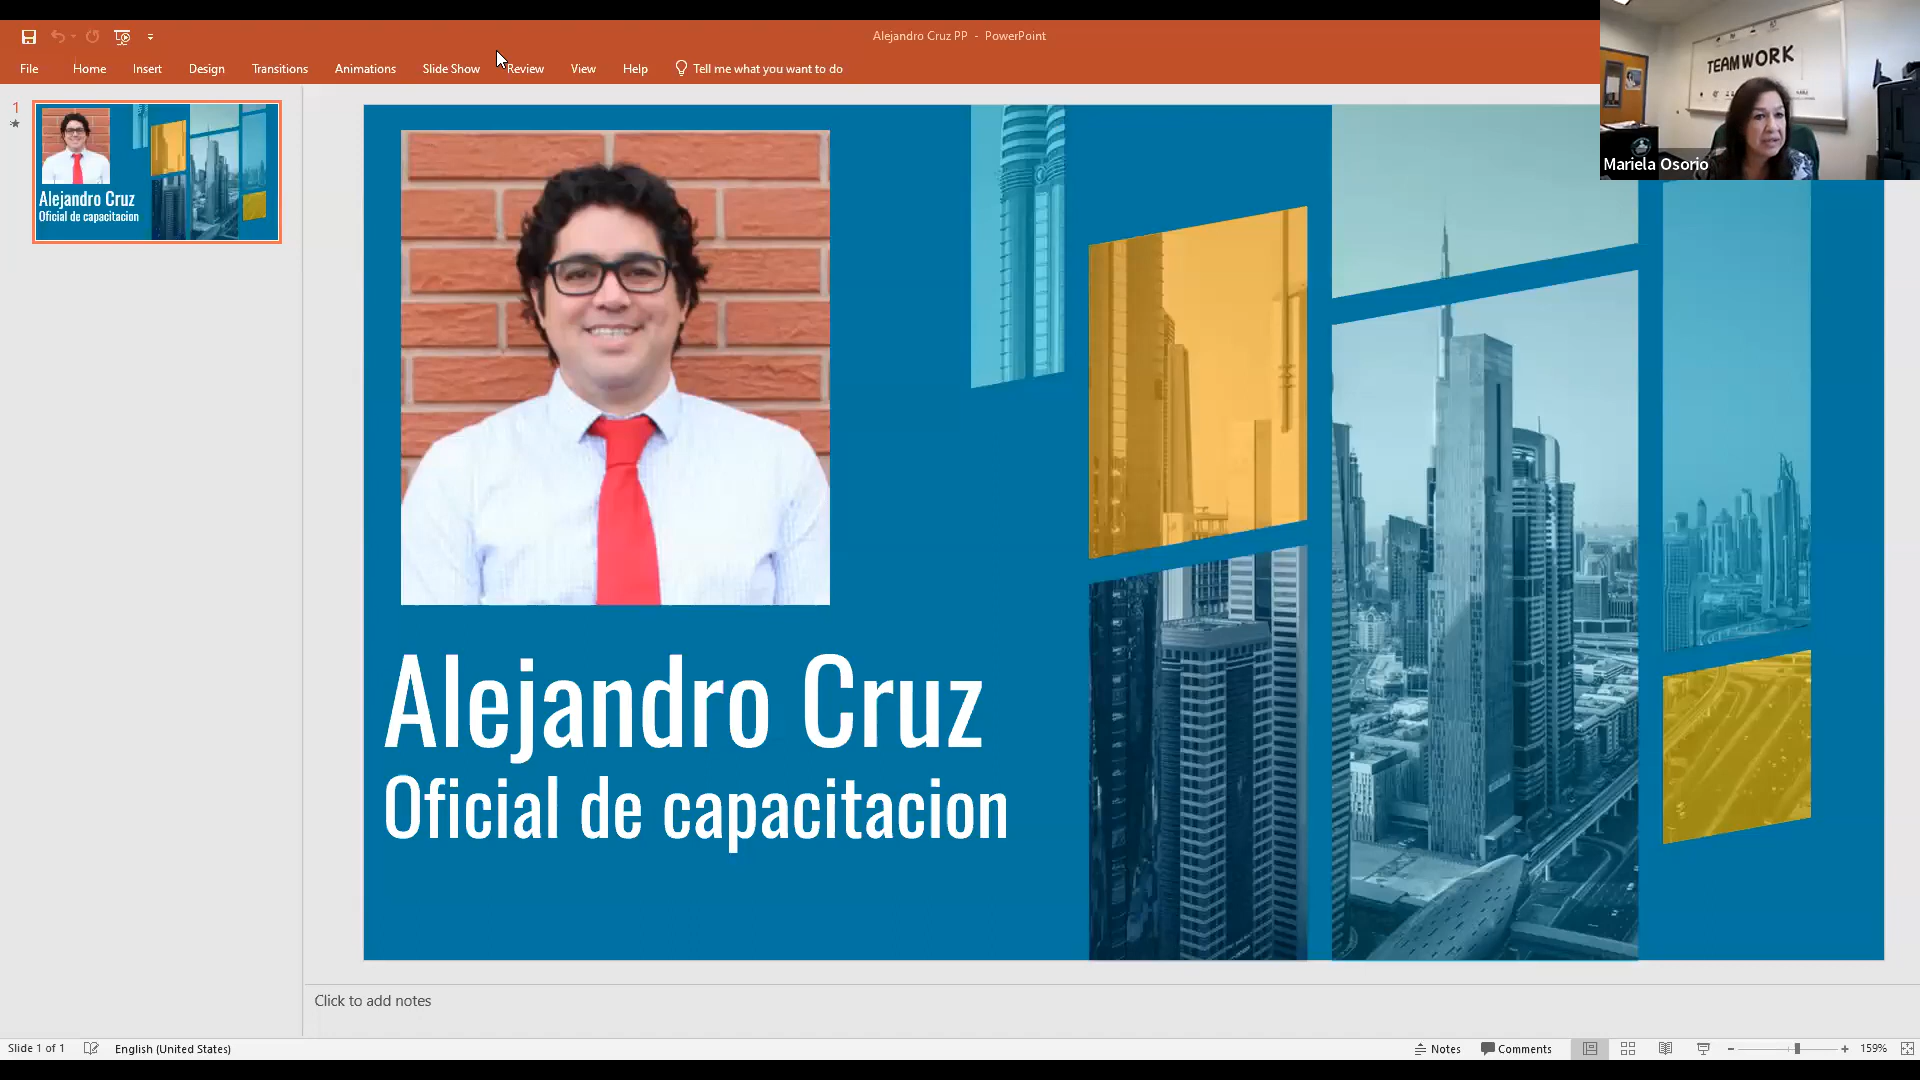 Alejandro Cruz PP - PowerPoint
File Home Insert Design Transitions Animations Slide Show Review View Help Tell me what you want to do
TEAMWORK
Mariela Osorio
1
Alejandro Cruz
Oficial de capacitacion
Alejandro Cruz
Oficial de capacitacion
Click to add notes
Slide 1 of 1 English (United States) Notes Comments 159%